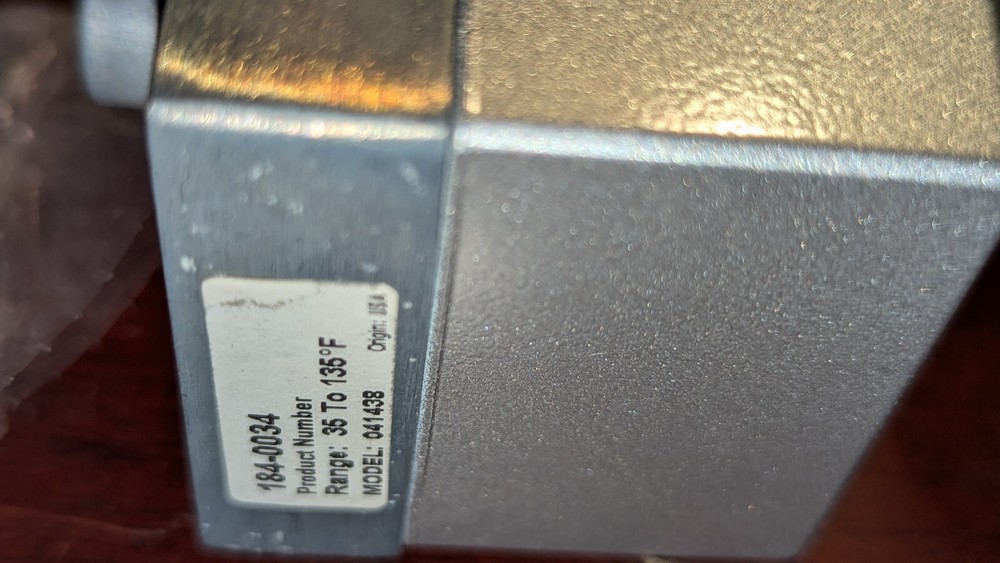 184-0034
Product Number
Range: 35 To 135°F
MODEL: 041438 Origin: USA